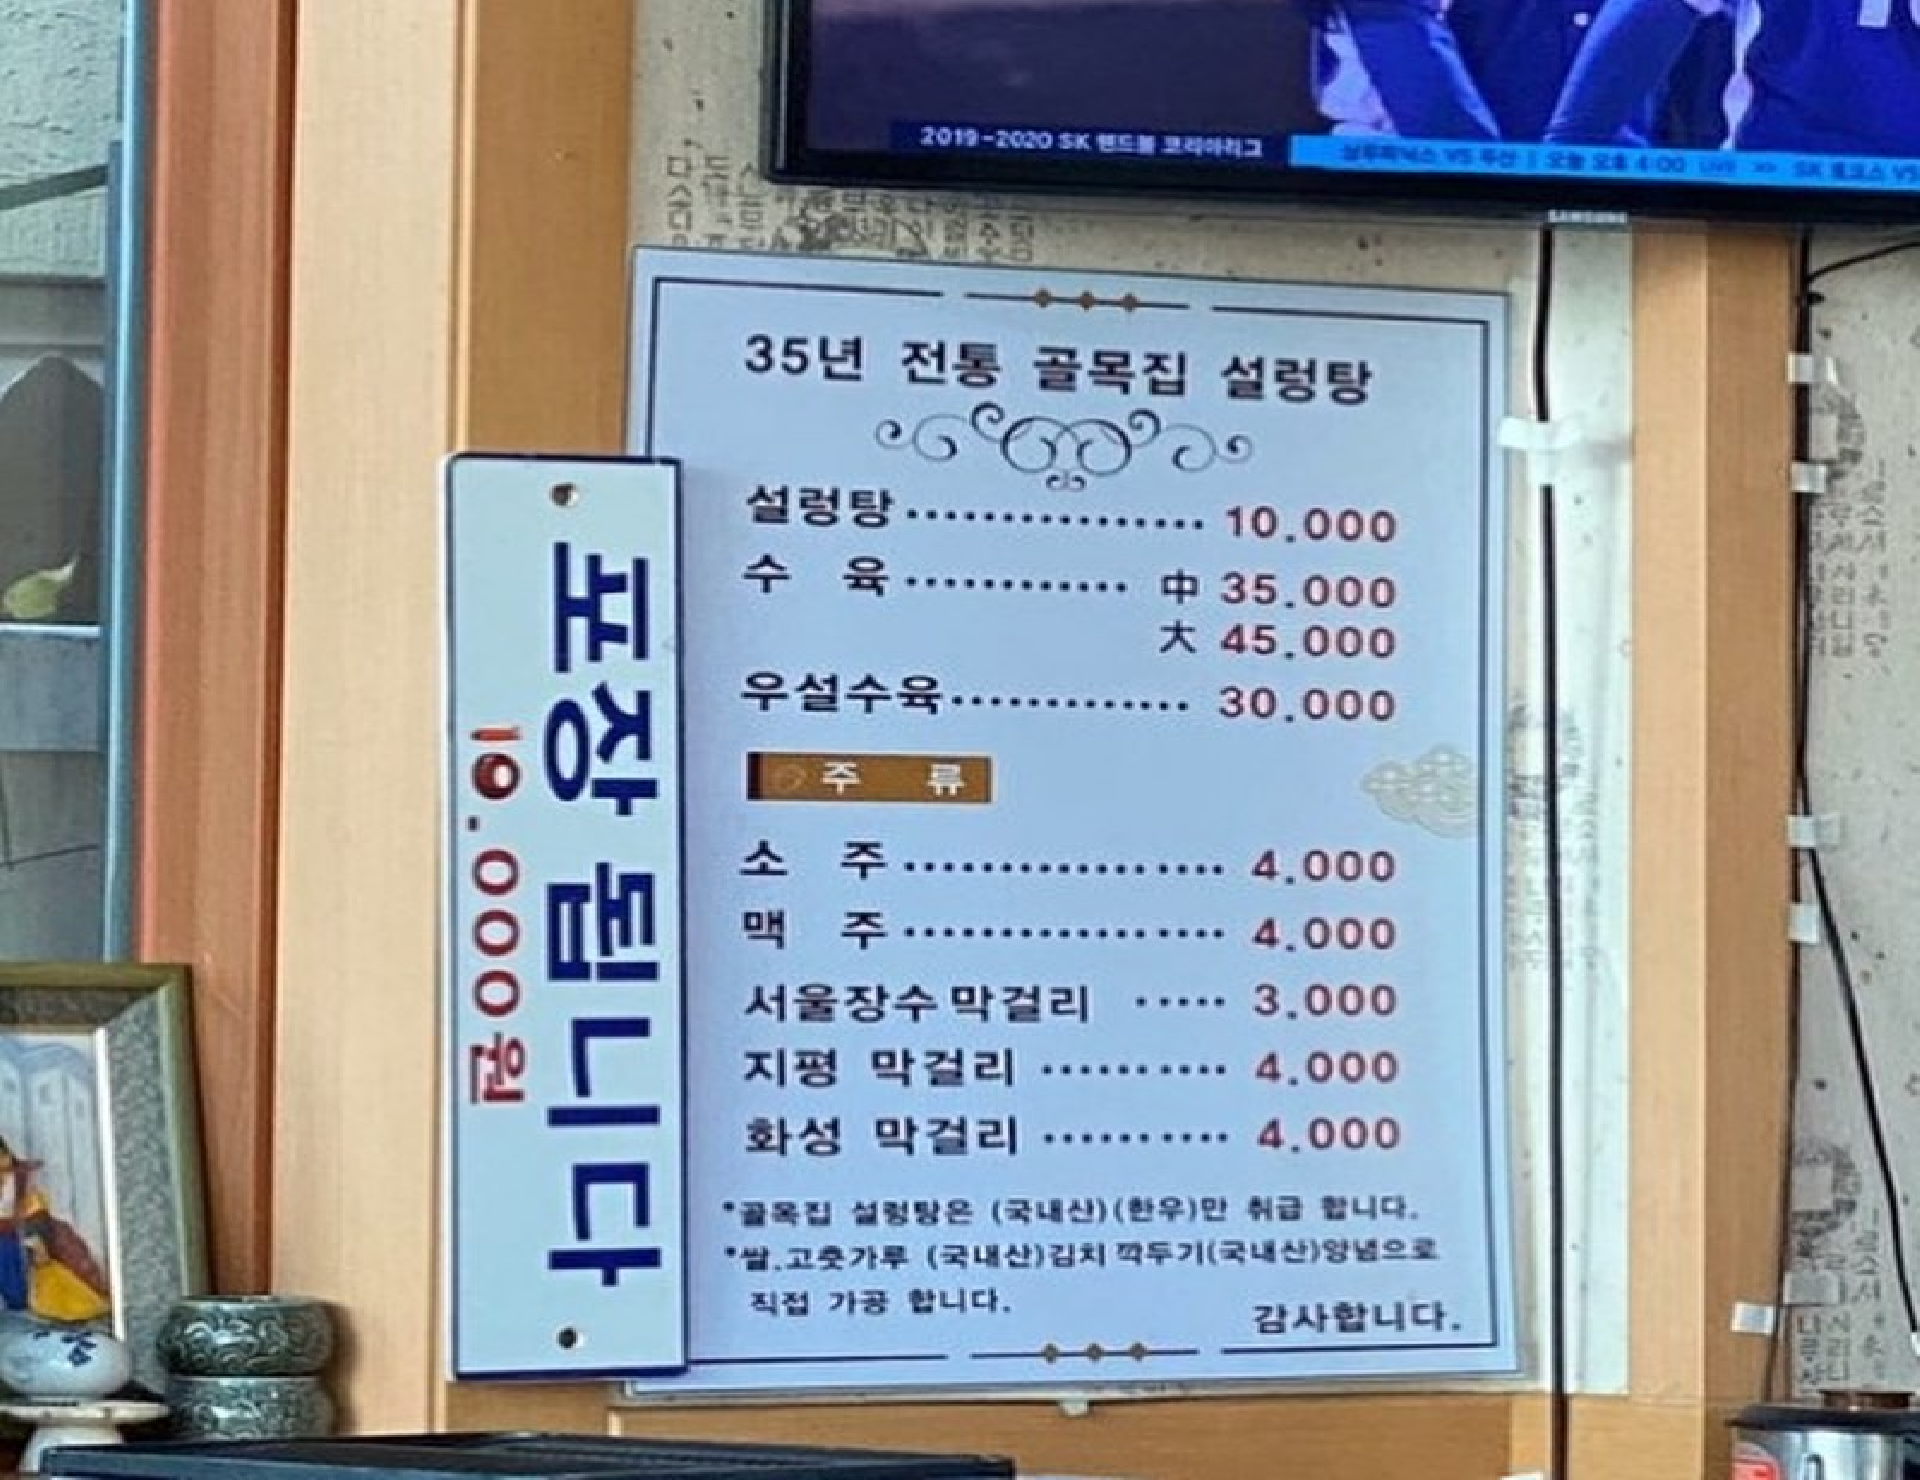 2019-2020 SK 핸드볼 코리아리그
SAMSUNG
35년 전통 골목집 설렁탕
설렁탕 ················ 10.000
수 육 ············ 中 35.000
大 45.000
우설수육 ············· 30.000
주 류
소 주 ················· 4.000
맥 주 ················· 4.000
서울장수막걸리 ····· 3.000
지평 막걸리 ·········· 4.000
화성 막걸리 ·········· 4.000
*골목집 설렁탕은 (국내산)(한우)만 취급 합니다.
*쌀.고춧가루 (국내산)김치 깍두기(국내산)양념으로
직접 가공 합니다.
감사합니다.
포장 됩니다
10.000원